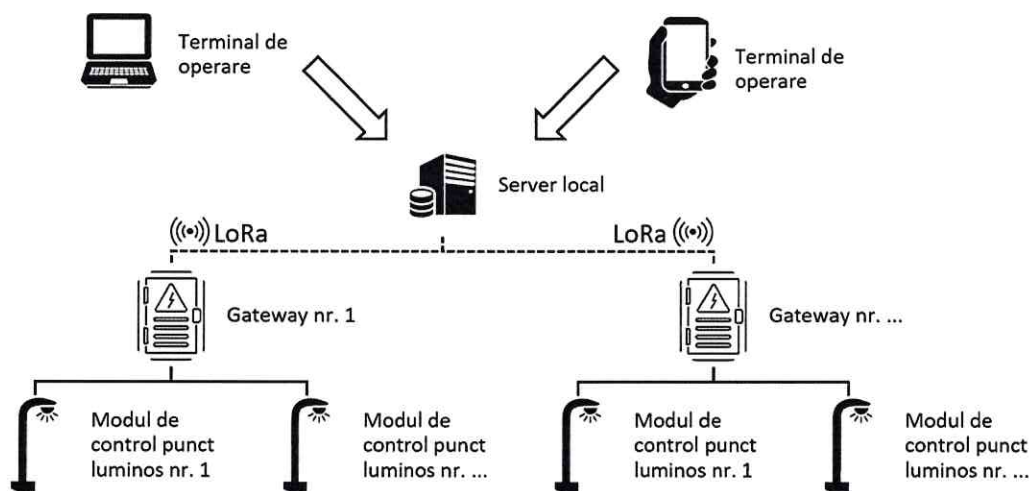 Terminal de
operare
Terminal de
operare
Server local
LoRa
LoRa
Gateway nr. 1
Gateway nr. ...
Modul de
control punct
luminos nr. 1
Modul de
control punct
luminos nr. ...
Modul de
control punct
luminos nr. 1
Modul de
control punct
luminos nr. ...